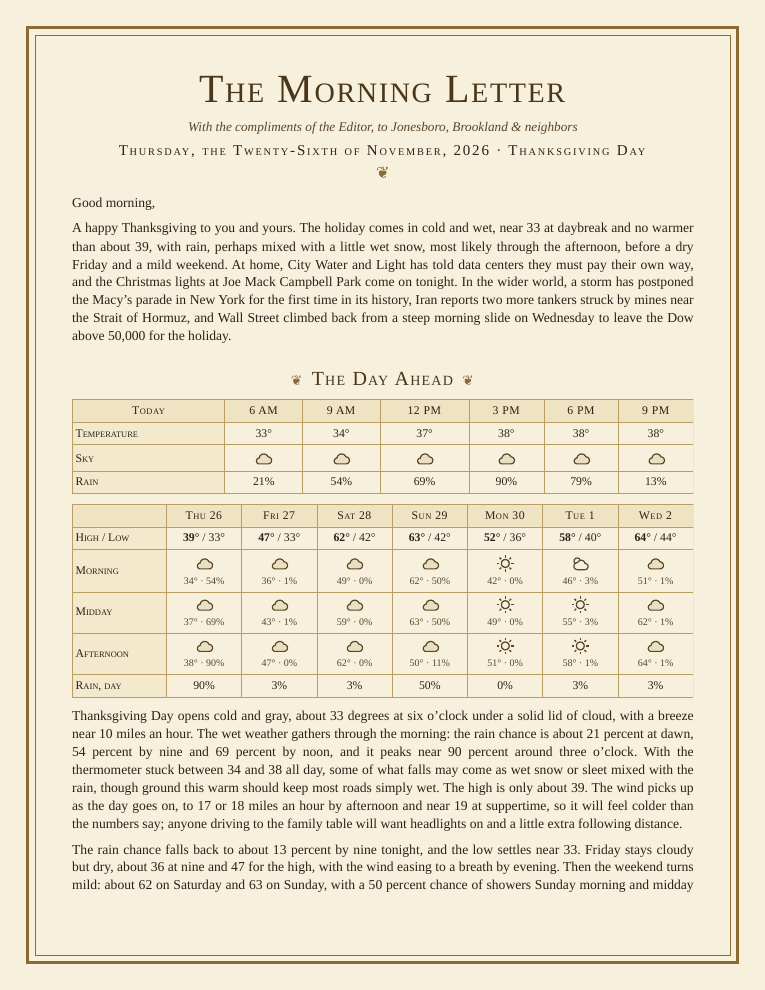 The Morning Letter
With the compliments of the Editor, to Jonesboro, Brookland & neighbors
Thursday, the Twenty-Sixth of November, 2026 · Thanksgiving Day
❦
Good morning,
A happy Thanksgiving to you and yours. The holiday comes in cold and wet, near 33 at daybreak and no warmer
than about 39, with rain, perhaps mixed with a little wet snow, most likely through the afternoon, before a dry
Friday and a mild weekend. At home, City Water and Light has told data centers they must pay their own way,
and the Christmas lights at Joe Mack Campbell Park come on tonight. In the wider world, a storm has postponed
the Macy’s parade in New York for the first time in its history, Iran reports two more tankers struck by mines near
the Strait of Hormuz, and Wall Street climbed back from a steep morning slide on Wednesday to leave the Dow
above 50,000 for the holiday.
❦ The Day Ahead ❦
Today 6 AM 9 AM 12 PM 3 PM 6 PM 9 PM
Temperature 33° 34° 37° 38° 38° 38°
Sky
Rain 21% 54% 69% 90% 79% 13%
Thu 26 Fri 27 Sat 28 Sun 29 Mon 30 Tue 1 Wed 2
High / Low 39° / 33° 47° / 33° 62° / 42° 63° / 42° 52° / 36° 58° / 40° 64° / 44°
Morning 34° · 54% 36° · 1% 49° · 0% 62° · 50% 42° · 0% 46° · 3% 51° · 1%
Midday 37° · 69% 43° · 1% 59° · 0% 63° · 50% 49° · 0% 55° · 3% 62° · 1%
Afternoon 38° · 90% 47° · 0% 62° · 0% 50° · 11% 51° · 0% 58° · 1% 64° · 1%
Rain, day 90% 3% 3% 50% 0% 3% 3%
Thanksgiving Day opens cold and gray, about 33 degrees at six o’clock under a solid lid of cloud, with a breeze
near 10 miles an hour. The wet weather gathers through the morning: the rain chance is about 21 percent at dawn,
54 percent by nine and 69 percent by noon, and it peaks near 90 percent around three o’clock. With the
thermometer stuck between 34 and 38 all day, some of what falls may come as wet snow or sleet mixed with the
rain, though ground this warm should keep most roads simply wet. The high is only about 39. The wind picks up
as the day goes on, to 17 or 18 miles an hour by afternoon and near 19 at suppertime, so it will feel colder than
the numbers say; anyone driving to the family table will want headlights on and a little extra following distance.
The rain chance falls back to about 13 percent by nine tonight, and the low settles near 33. Friday stays cloudy
but dry, about 36 at nine and 47 for the high, with the wind easing to a breath by evening. Then the weekend turns
mild: about 62 on Saturday and 63 on Sunday, with a 50 percent chance of showers Sunday morning and midday